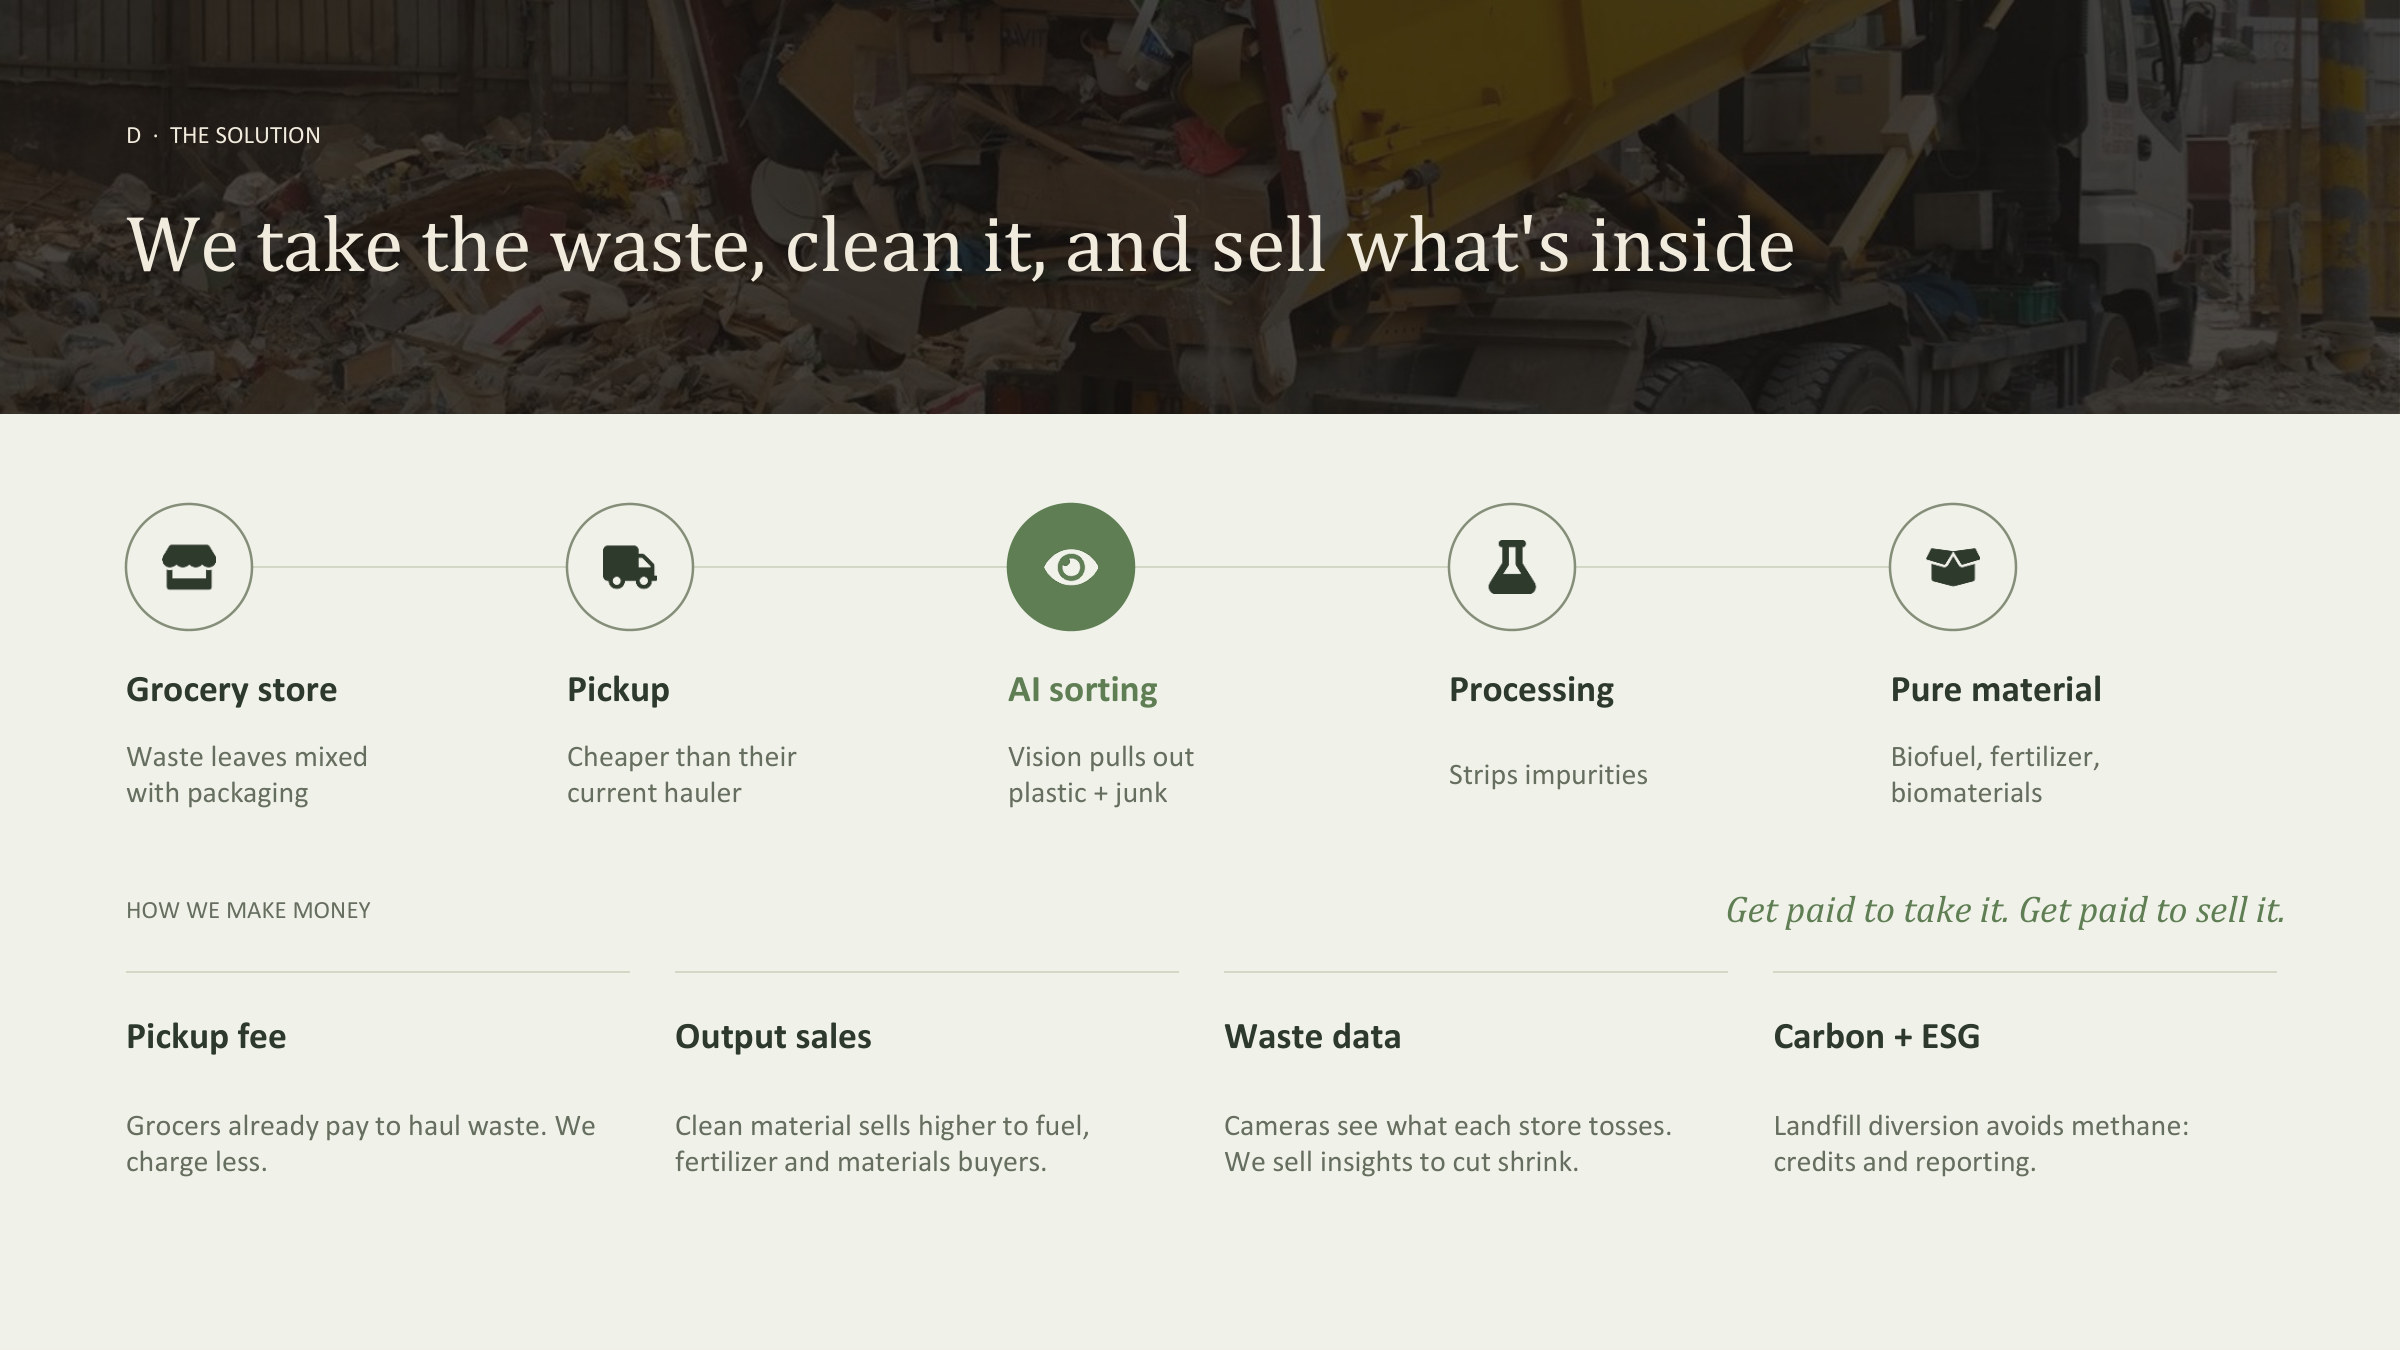 D · THE SOLUTION
We take the waste, clean it, and sell what's inside
Grocery store
Waste leaves mixed
with packaging
Pickup
Cheaper than their
current hauler
AI sorting
Vision pulls out
plastic + junk
Processing
Strips impurities
Pure material
Biofuel, fertilizer,
biomaterials
HOW WE MAKE MONEY
Get paid to take it. Get paid to sell it.
Pickup fee
Grocers already pay to haul waste. We
charge less.
Output sales
Clean material sells higher to fuel,
fertilizer and materials buyers.
Waste data
Cameras see what each store tosses.
We sell insights to cut shrink.
Carbon + ESG
Landfill diversion avoids methane:
credits and reporting.